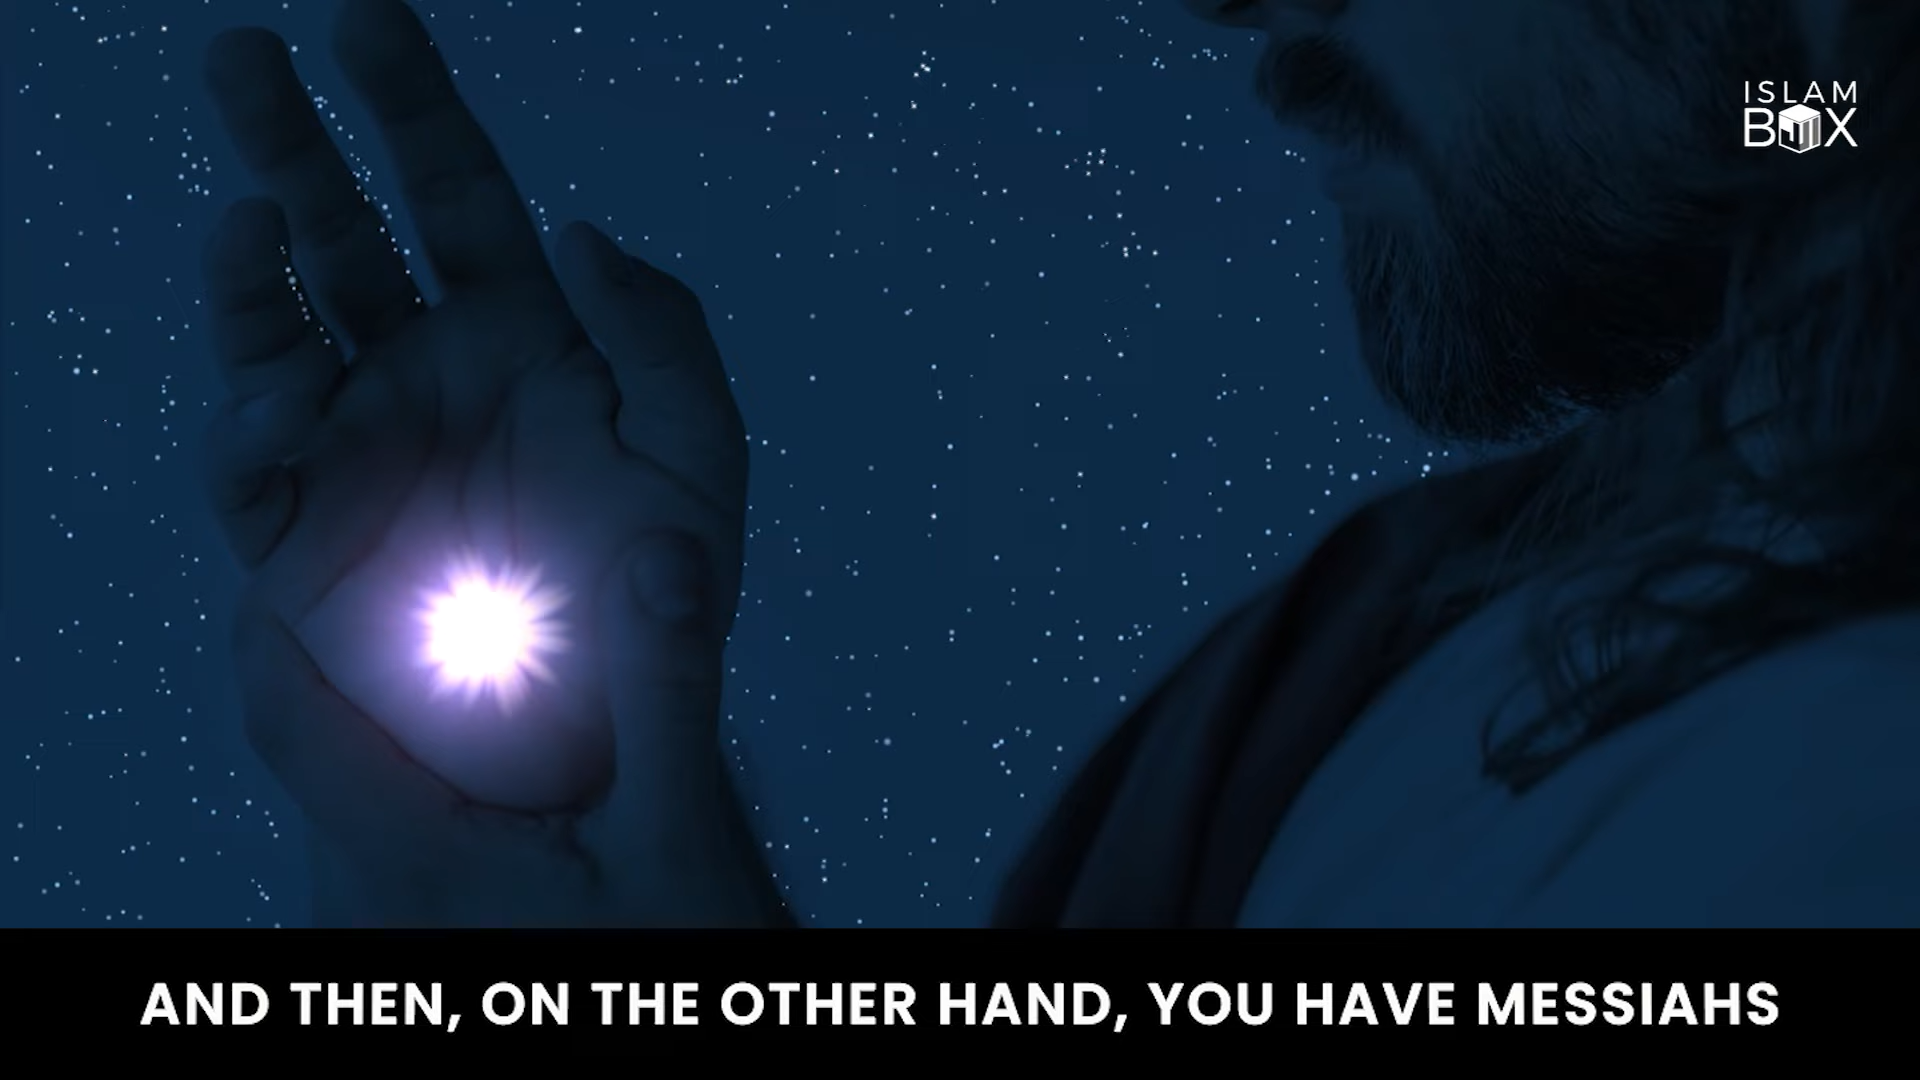 ISLAM
BOX
AND THEN, ON THE OTHER HAND, YOU HAVE MESSIAHS